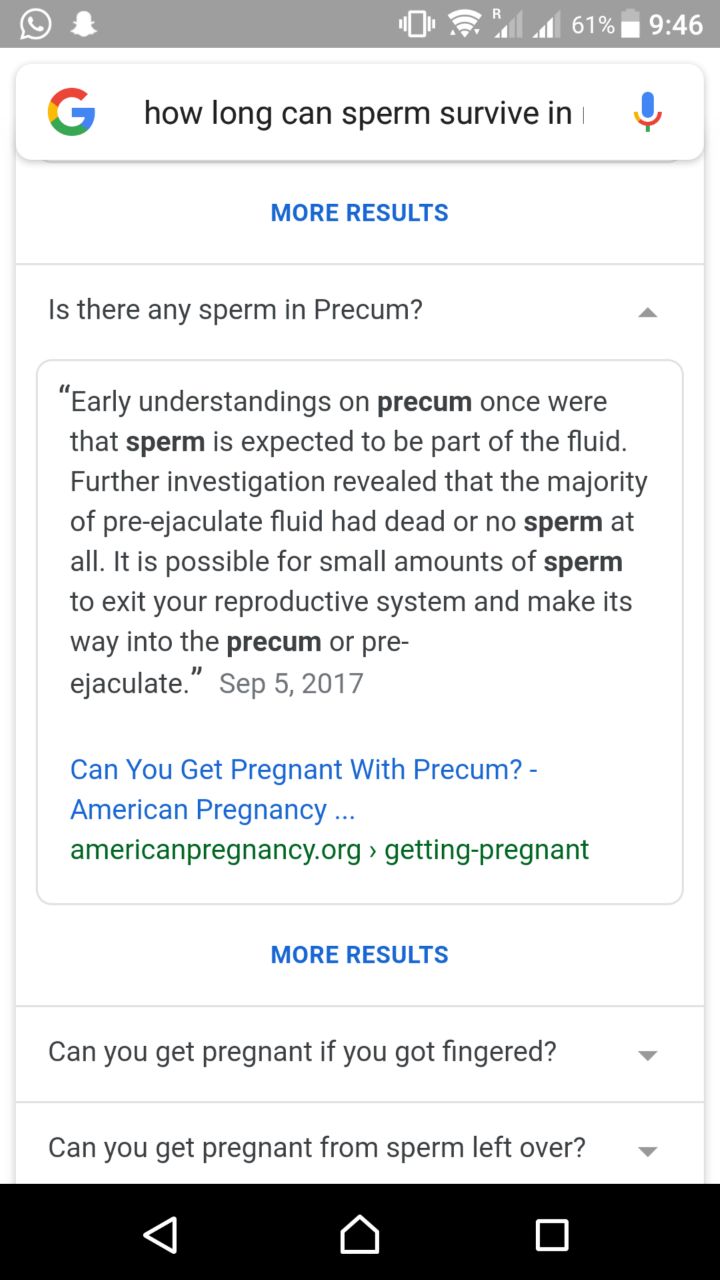 R 61% 9:46
how long can sperm survive in
MORE RESULTS
Is there any sperm in Precum?
“Early understandings on precum once were
that sperm is expected to be part of the fluid.
Further investigation revealed that the majority
of pre-ejaculate fluid had dead or no sperm at
all. It is possible for small amounts of sperm
to exit your reproductive system and make its
way into the precum or pre-
ejaculate.” Sep 5, 2017
Can You Get Pregnant With Precum? -
American Pregnancy ...
americanpregnancy.org › getting-pregnant
MORE RESULTS
Can you get pregnant if you got fingered?
Can you get pregnant from sperm left over?